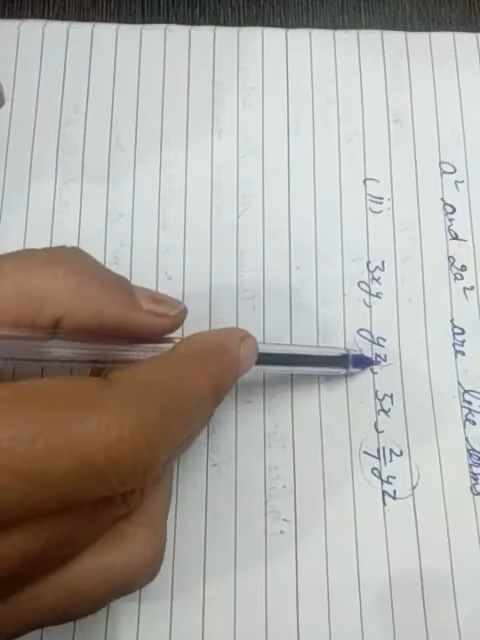 a² and 2a² are like terms
(ii) 3xy, yz, 5x, 2/7 yz